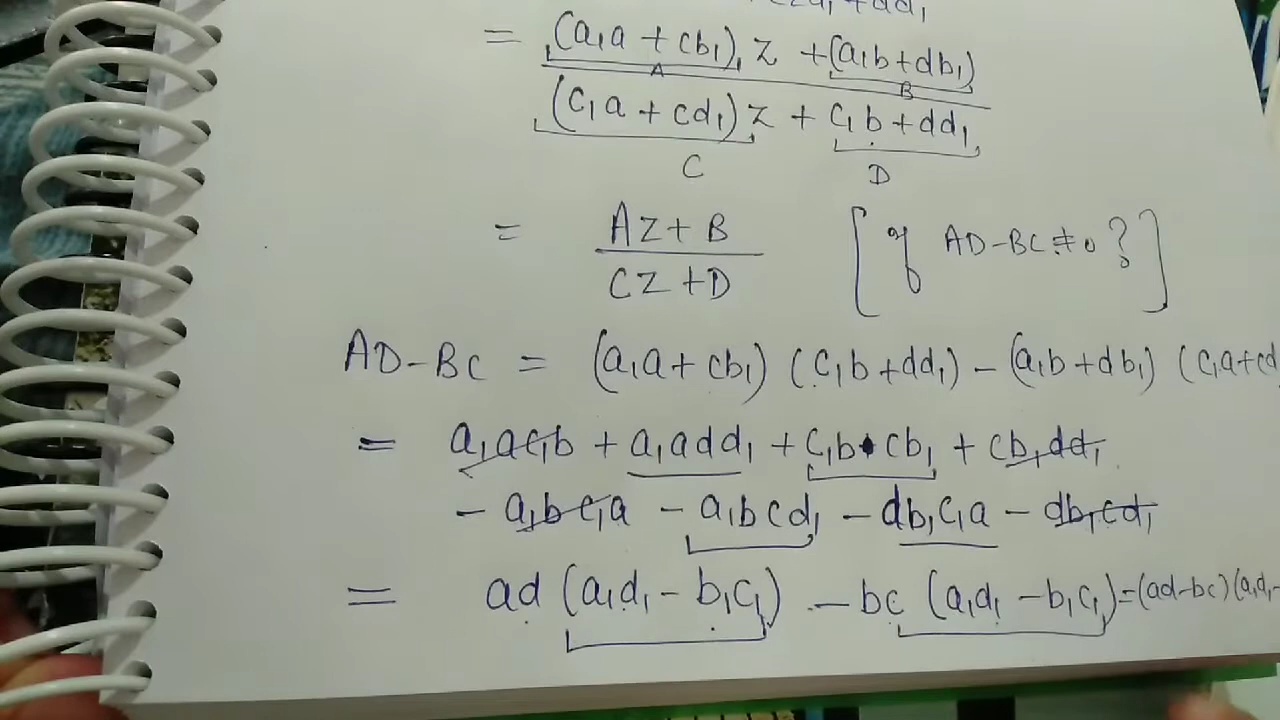 = (a₁a + cb₁) z + (a₁b + db₁)
A B
(c₁a + cd₁) z + c₁b + dd₁
C D
= Az + B [if AD-BC ≠ 0 ?]
Cz + D
AD-BC = (a₁a + cb₁) (c₁b + dd₁) - (a₁b + db₁) (c₁a + cd
= a₁ac₁b + a₁add₁ + c₁b·cb₁ + cb₁dd₁
- a₁bc₁a - a₁bcd₁ - db₁c₁a - db₁cd₁
= ad (a₁d₁ - b₁c₁) - bc (a₁d₁ - b₁c₁) = (ad-bc) (a₁d₁-